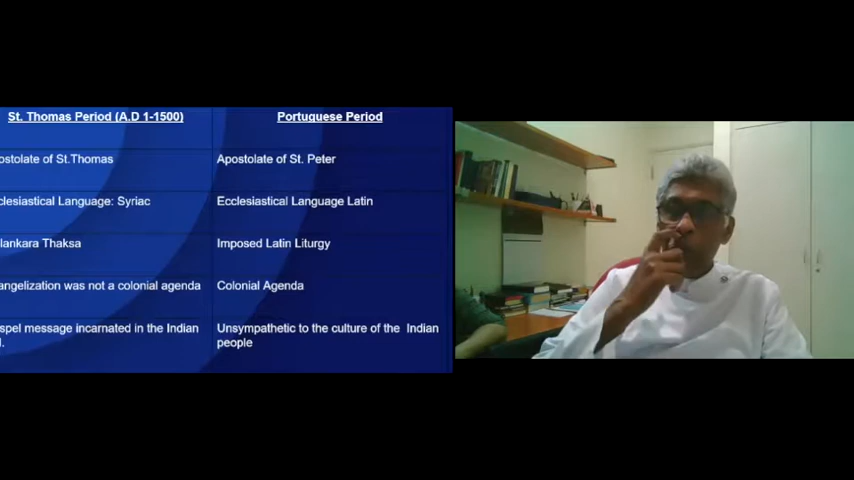 St. Thomas Period (A.D 1-1500)
Portuguese Period
ostolate of St.Thomas
Apostolate of St. Peter
clesiastical Language: Syriac
Ecclesiastical Language Latin
lankara Thaksa
Imposed Latin Liturgy
angelization was not a colonial agenda
Colonial Agenda
spel message incarnated in the Indian
l.
Unsympathetic to the culture of the Indian
people